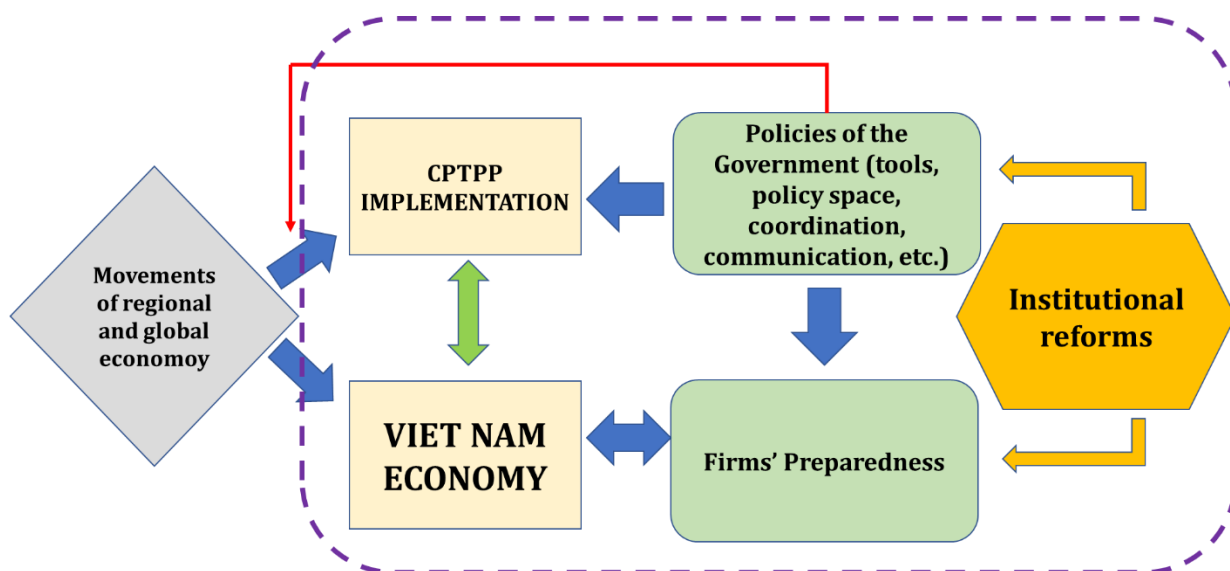 Movements
of regional
and global
economoy
CPTPP
IMPLEMENTATION
VIET NAM
ECONOMY
Policies of the
Government (tools,
policy space,
coordination,
communication, etc.)
Firms’ Preparedness
Institutional
reforms